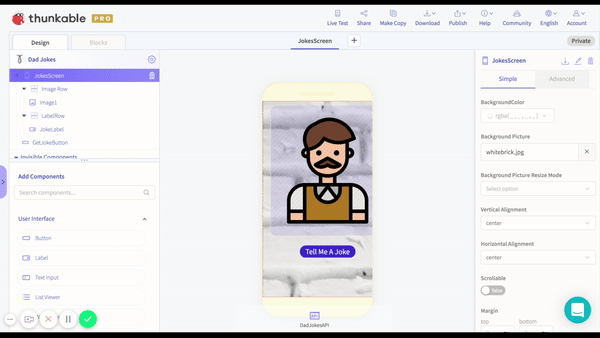 thunkable PRO
Live Test
Share
Make Copy
Download
Publish
Help
Community
English
Account
Design
Blocks
JokesScreen
+
Private
Dad Jokes
JokesScreen
Image Row
Image1
LabelRow
JokeLabel
GetJokeButton
Invisible Components
Add Components
Search components...
User Interface
Button
Label
Text Input
List Viewer
Tell Me A Joke
API
DadJokesAPI
JokesScreen
Simple
Advanced
BackgroundColor
Background Picture
whitebrick.jpg
Background Picture Resize Mode
Select option
Vertical Alignment
center
Horizontal Alignment
center
Scrollable
false
Margin
top
bottom